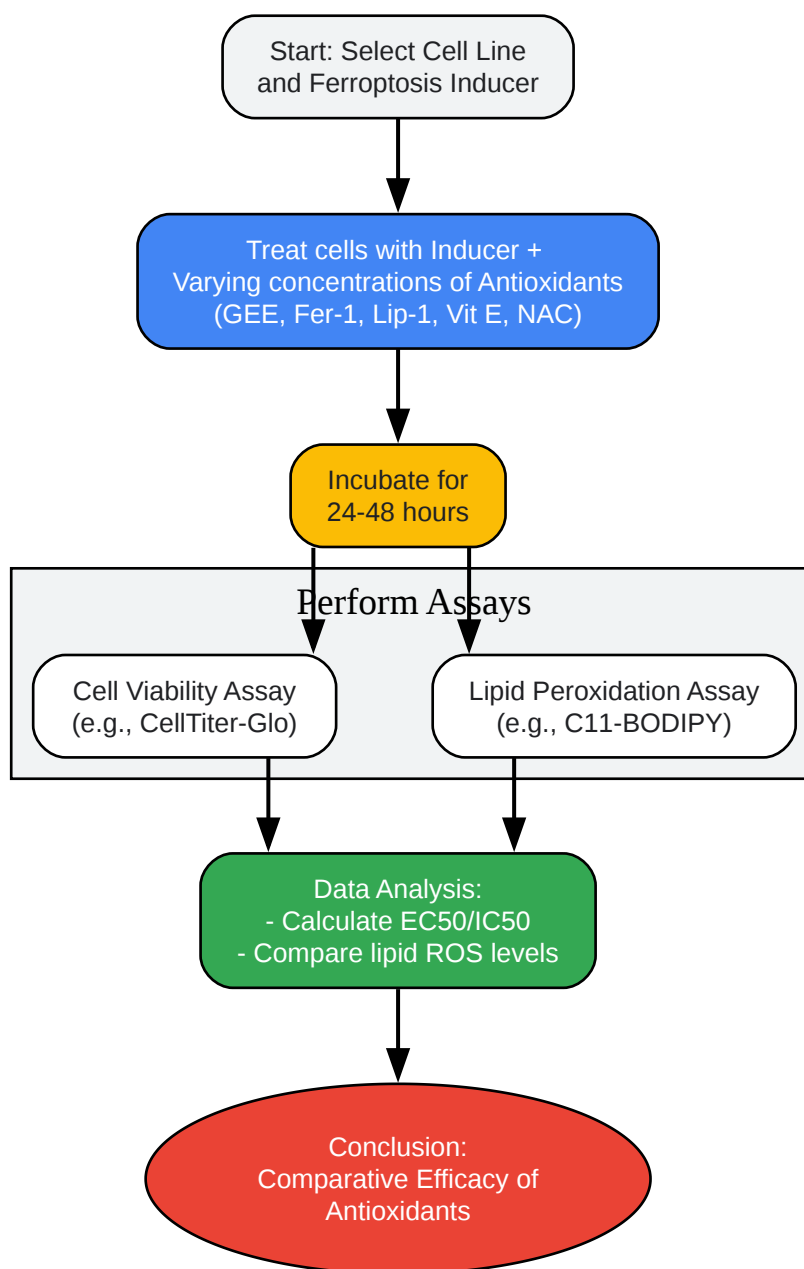 Start: Select Cell Line
and Ferroptosis Inducer
Treat cells with Inducer +
Varying concentrations of Antioxidants
(GEE, Fer-1, Lip-1, Vit E, NAC)
Incubate for
24-48 hours
Perform Assays
Cell Viability Assay
(e.g., CellTiter-Glo)
Lipid Peroxidation Assay
(e.g., C11-BODIPY)
Data Analysis:
- Calculate EC50/IC50
- Compare lipid ROS levels
Conclusion:
Comparative Efficacy of
Antioxidants